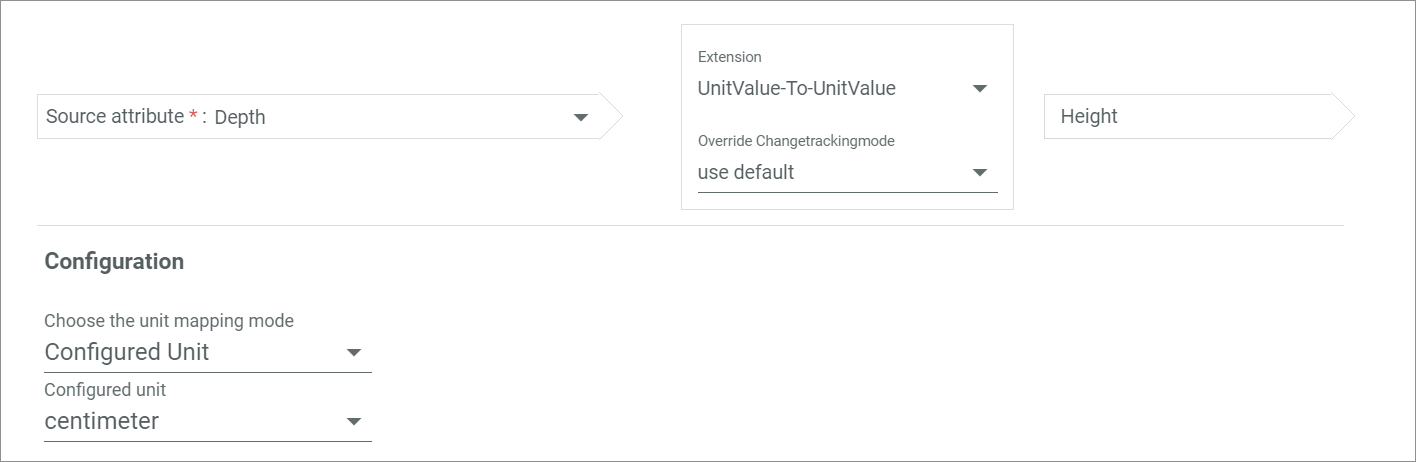 Extension
UnitValue-To-UnitValue
Source attribute * : Depth
Height
Override Changetrackingmode
use default
Configuration
Choose the unit mapping mode
Configured Unit
Configured unit
centimeter